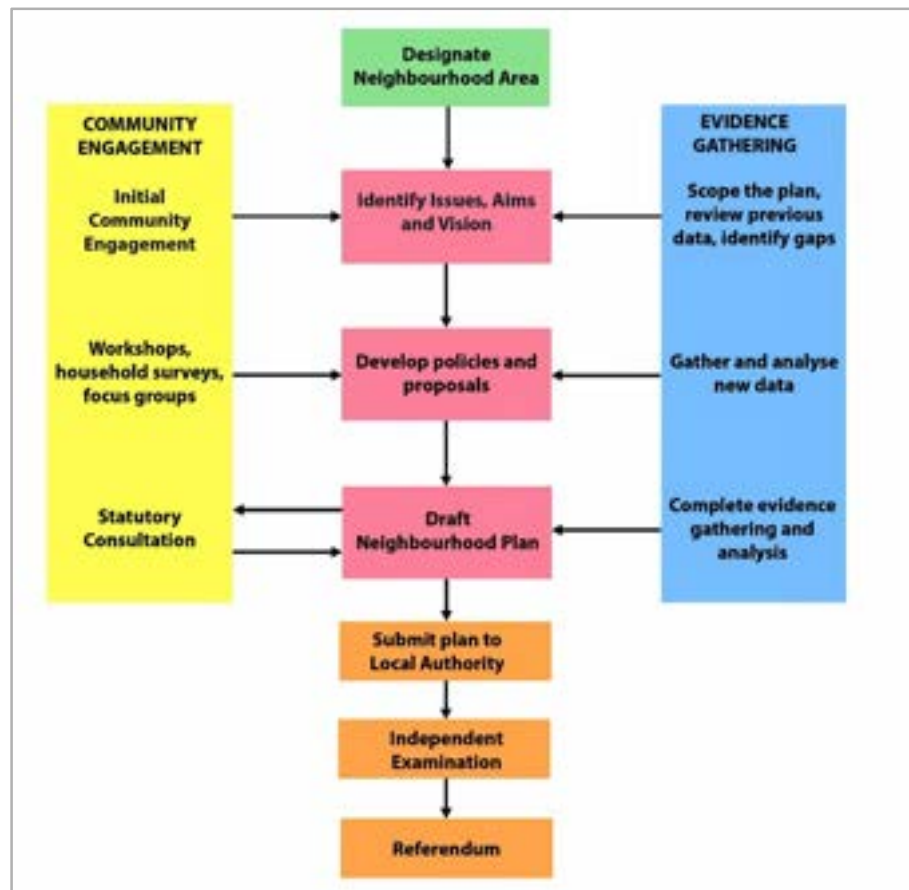 Designate
Neighbourhood Area
COMMUNITY
ENGAGEMENT
Initial
Community
Engagement
Workshops,
household surveys,
focus groups
Statutory
Consultation
Identify Issues, Aims
and Vision
Develop policies and
proposals
Draft
Neighbourhood Plan
EVIDENCE
GATHERING
Scope the plan,
review previous
data, identify gaps
Gather and analyse
new data
Complete evidence
gathering and
analysis
Submit plan to
Local Authority
Independent
Examination
Referendum